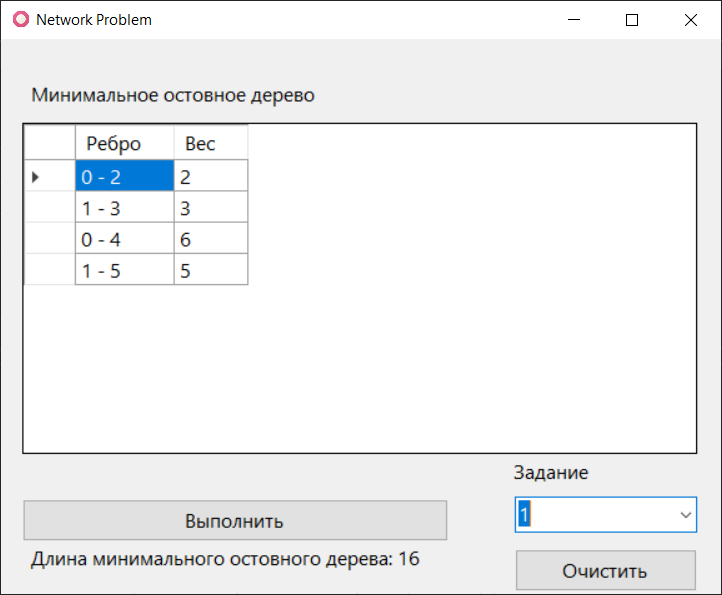 Network Problem
Минимальное остовное дерево
Ребро Вес
0 - 2 2
1 - 3 3
0 - 4 6
1 - 5 5
Задание
1
Выполнить
Длина минимального остовного дерева: 16
Очистить